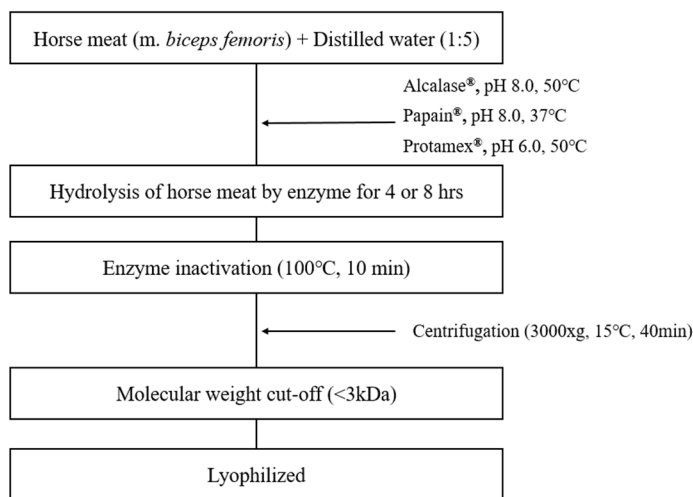 Horse meat (m. biceps femoris) + Distilled water (1:5)
Alcalase®, pH 8.0, 50℃
Papain®, pH 8.0, 37℃
Protamex®, pH 6.0, 50℃
Hydrolysis of horse meat by enzyme for 4 or 8 hrs
Enzyme inactivation (100℃, 10 min)
Centrifugation (3000xg, 15℃, 40min)
Molecular weight cut-off (<3kDa)
Lyophilized